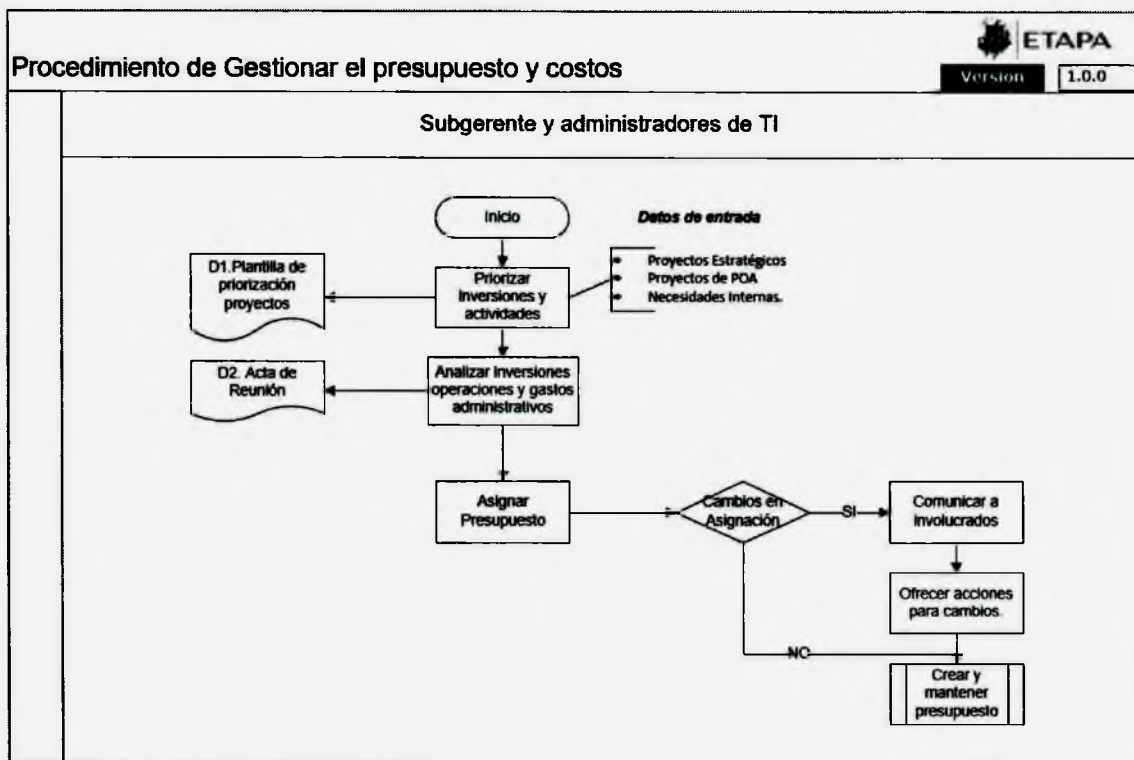 ETAPA
Procedimiento de Gestionar el presupuesto y costos
Version 1.0.0
Subgerente y administradores de TI
Inicio
Datos de entrada
Proyectos Estratégicos
Proyectos de POA
Necesidades Internas.
D1.Plantilla de
priorización
proyectos
Priorizar
inversiones y
actividades
D2. Acta de
Reunión
Analizar inversiones
operaciones y gastos
administrativos
Asignar
Presupuesto
Cambios en
Asignación
SI
Comunicar a
involucrados
Ofrecer acciones
para cambios.
NO
Crear y
mantener
presupuesto